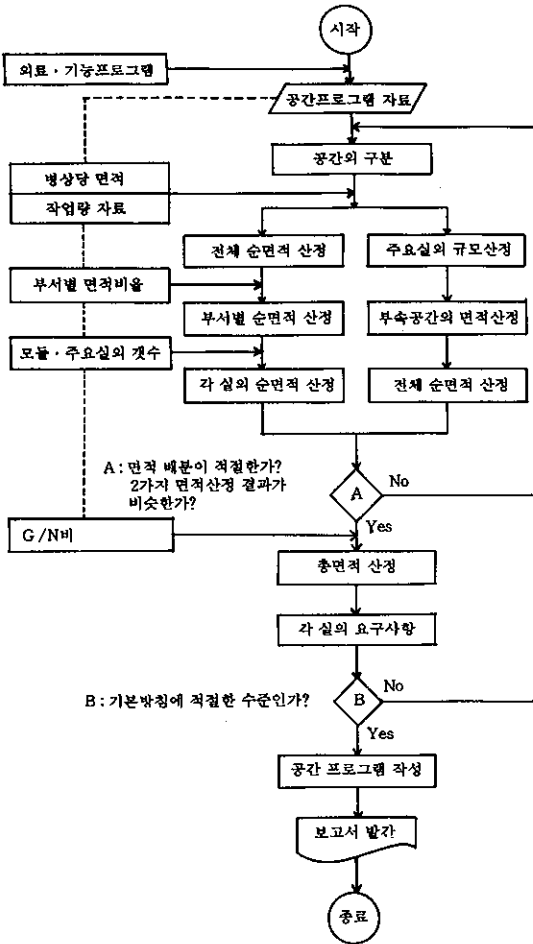 시작
의료 · 기능프로그램
공간프로그램 자료
공간의 구분
병상당 면적
작업량 자료
전체 순면적 산정
주요실의 규모산정
부서별 면적비율
부서별 순면적 산정
부속공간의 면적산정
모듈 · 주요실의 갯수
각 실의 순면적 산정
전체 순면적 산정
A : 면적 배분이 적절한가?
2가지 면적산정 결과가
비슷한가?
A
No
Yes
G /N비
총면적 산정
각 실의 요구사항
B : 기본방침에 적절한 수준인가?
B
No
Yes
공간 프로그램 작성
보고서 발간
종료